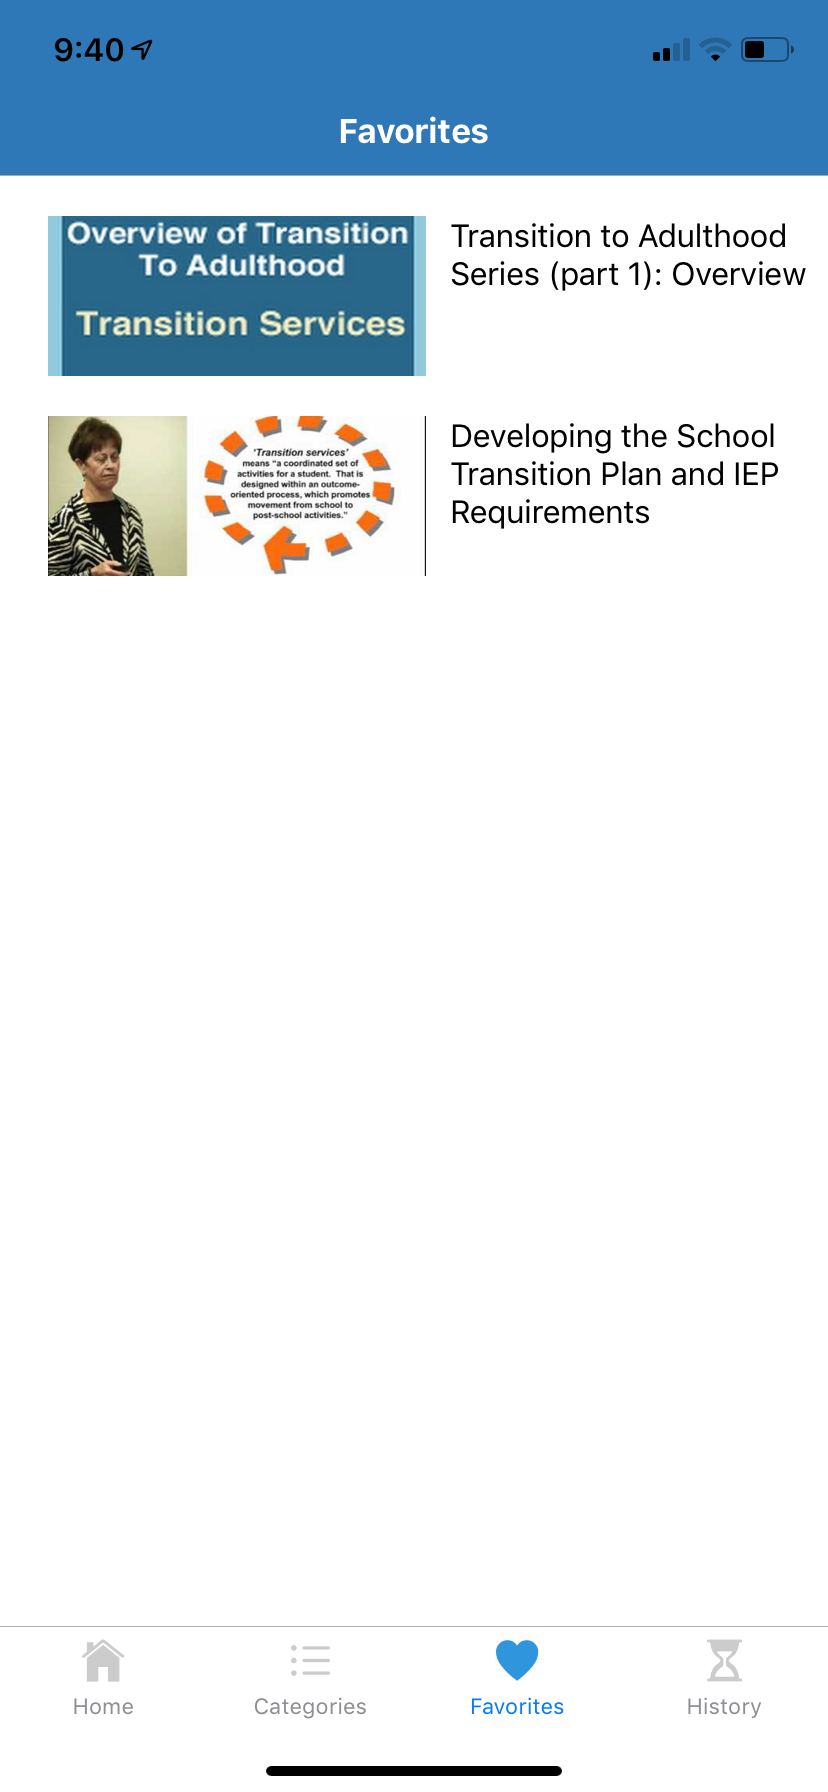 9:40
Favorites
Overview of Transition
To Adulthood
Transition Services
Transition to Adulthood
Series (part 1): Overview
'Transition services'
means "a coordinated set of
activities for a student. That is
designed within an outcome-
oriented process, which promotes
movement from school to
post-school activities."
Developing the School
Transition Plan and IEP
Requirements
Home
Categories
Favorites
History